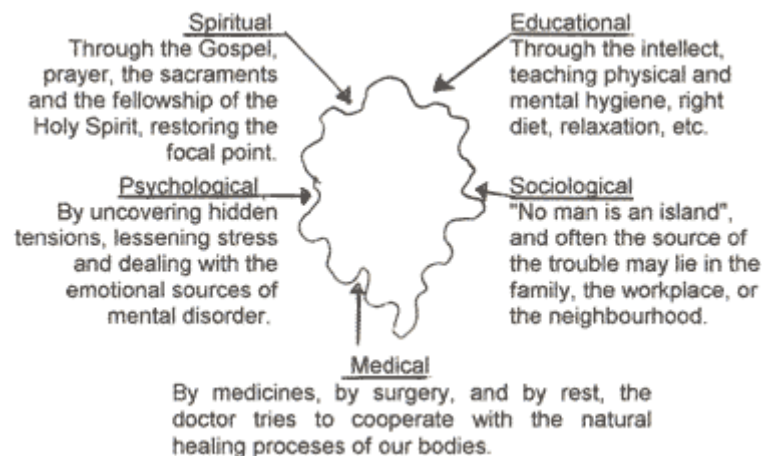 Spiritual
Through the Gospel,
prayer, the sacraments
and the fellowship of the
Holy Spirit, restoring the
focal point.
Educational
Through the intellect,
teaching physical and
mental hygiene, right
diet, relaxation, etc.
Psychological
By uncovering hidden
tensions, lessening stress
and dealing with the
emotional sources of
mental disorder.
Sociological
"No man is an island",
and often the source of
the trouble may lie in the
family, the workplace, or
the neighbourhood.
Medical
By medicines, by surgery, and by rest, the
doctor tries to cooperate with the natural
healing proceses of our bodies.